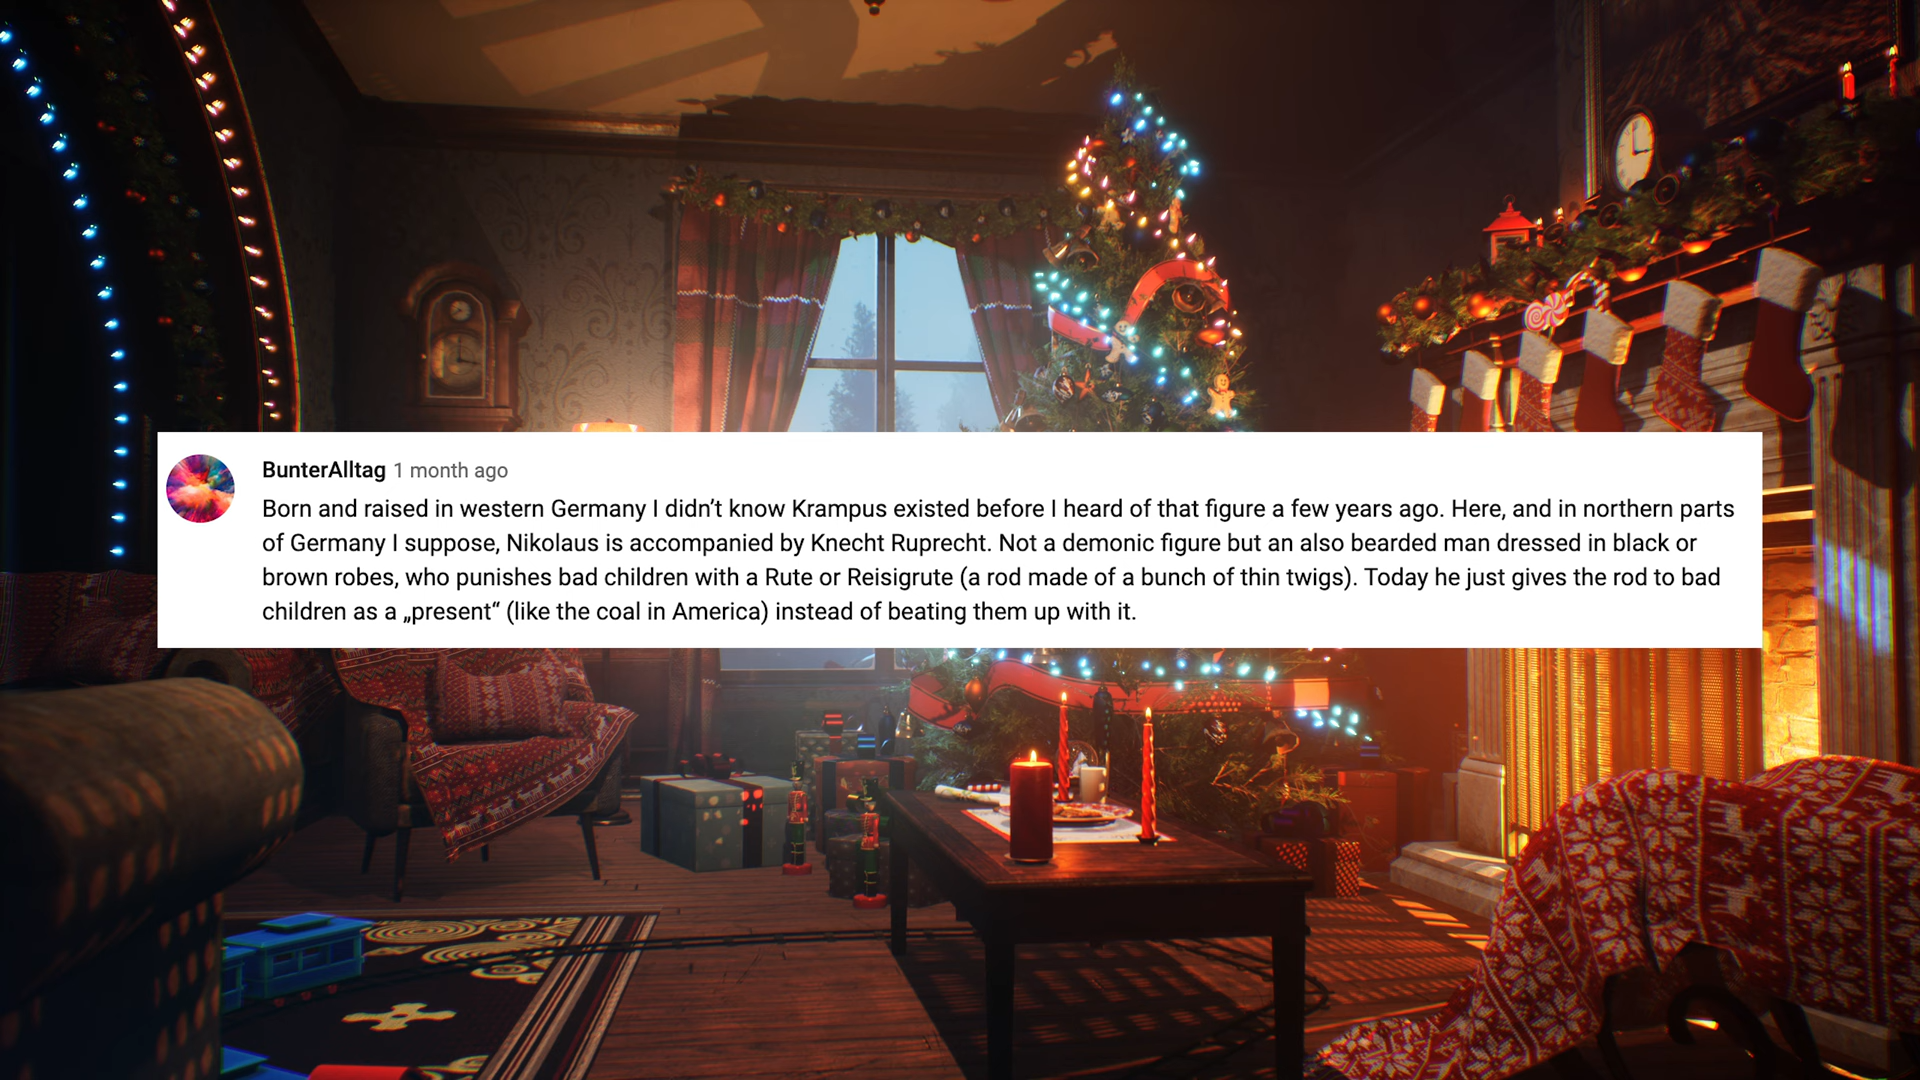 BunterAlltag 1 month ago
Born and raised in western Germany I didn’t know Krampus existed before I heard of that figure a few years ago. Here, and in northern parts
of Germany I suppose, Nikolaus is accompanied by Knecht Ruprecht. Not a demonic figure but an also bearded man dressed in black or
brown robes, who punishes bad children with a Rute or Reisigrute (a rod made of a bunch of thin twigs). Today he just gives the rod to bad
children as a „present“ (like the coal in America) instead of beating them up with it.